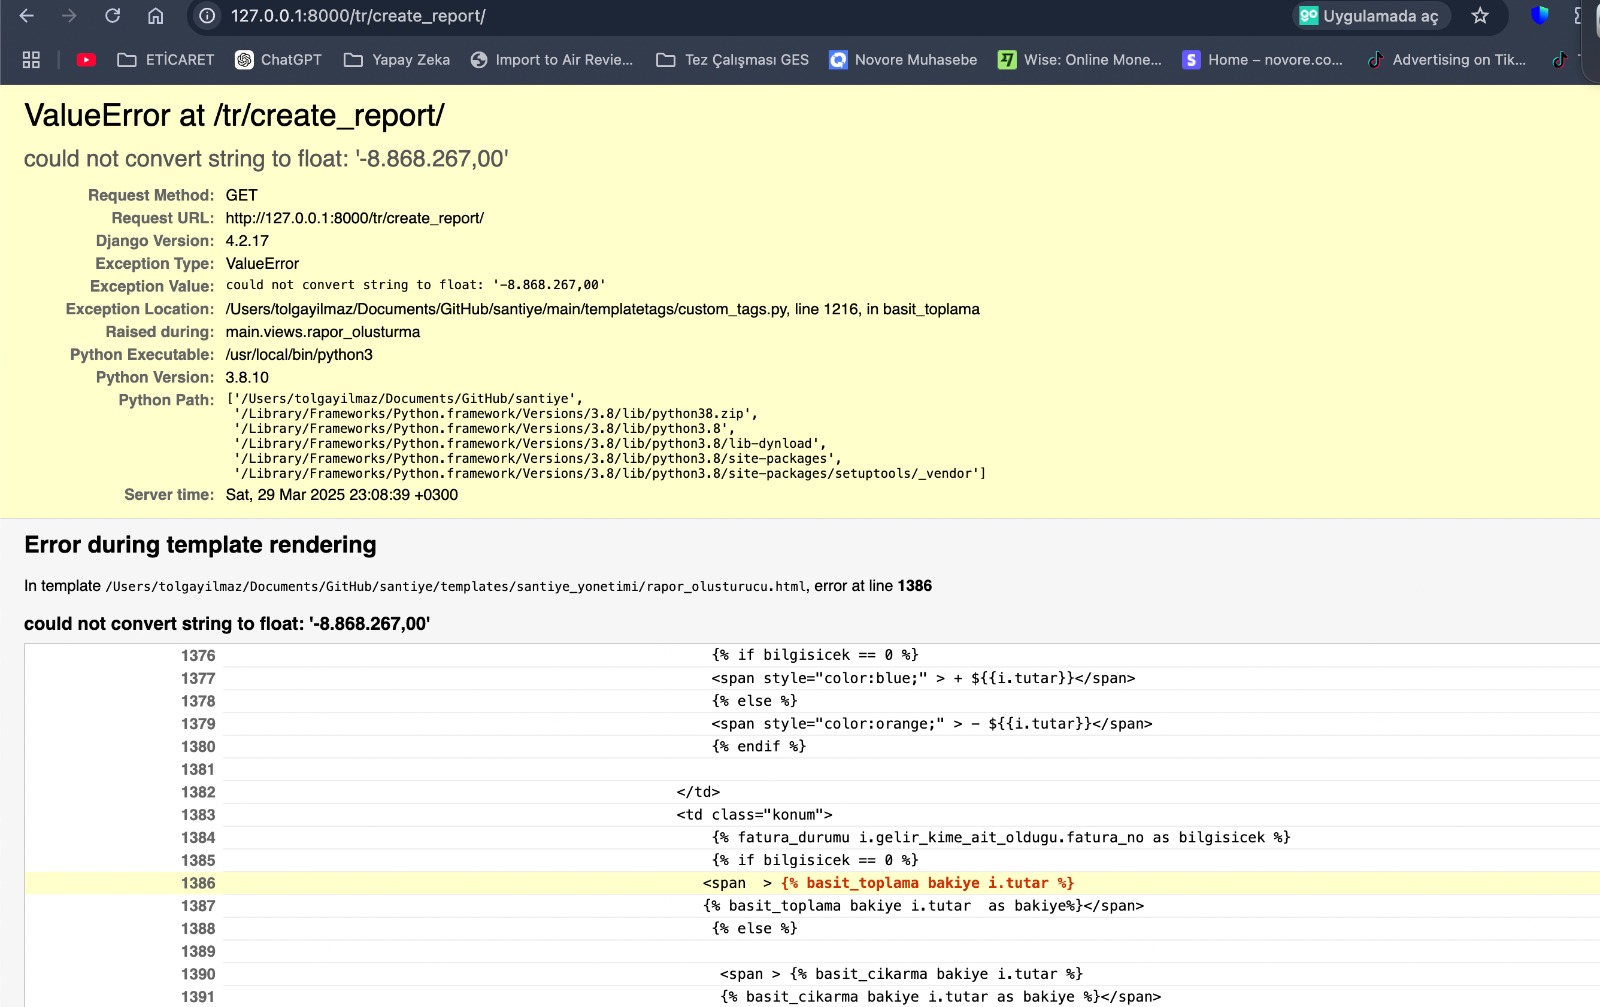 127.0.0.1:8000/tr/create_report/
Uygulamada aç
ETİCARET
ChatGPT
Yapay Zeka
Import to Air Revie...
Tez Çalışması GES
Novore Muhasebe
Wise: Online Mone...
Home – novore.co...
Advertising on Tik...
ValueError at /tr/create_report/
could not convert string to float: '-8.868.267,00'
Request Method: GET
Request URL: http://127.0.0.1:8000/tr/create_report/
Django Version: 4.2.17
Exception Type: ValueError
Exception Value: could not convert string to float: '-8.868.267,00'
Exception Location: /Users/tolgayilmaz/Documents/GitHub/santiye/main/templatetags/custom_tags.py, line 1216, in basit_toplama
Raised during: main.views.rapor_olusturma
Python Executable: /usr/local/bin/python3
Python Version: 3.8.10
Python Path: ['/Users/tolgayilmaz/Documents/GitHub/santiye',
'/Library/Frameworks/Python.framework/Versions/3.8/lib/python38.zip',
'/Library/Frameworks/Python.framework/Versions/3.8/lib/python3.8',
'/Library/Frameworks/Python.framework/Versions/3.8/lib/python3.8/lib-dynload',
'/Library/Frameworks/Python.framework/Versions/3.8/lib/python3.8/site-packages',
'/Library/Frameworks/Python.framework/Versions/3.8/lib/python3.8/site-packages/setuptools/_vendor']
Server time: Sat, 29 Mar 2025 23:08:39 +0300
Error during template rendering
In template /Users/tolgayilmaz/Documents/GitHub/santiye/templates/santiye_yonetimi/rapor_olusturucu.html, error at line 1386
could not convert string to float: '-8.868.267,00'
1376 {% if bilgisicek == 0 %}
1377 <span style="color:blue;" > + ${{i.tutar}}</span>
1378 {% else %}
1379 <span style="color:orange;" > - ${{i.tutar}}</span>
1380 {% endif %}
1381
1382 </td>
1383 <td class="konum">
1384 {% fatura_durumu i.gelir_kime_ait_oldugu.fatura_no as bilgisicek %}
1385 {% if bilgisicek == 0 %}
1386 <span  > {% basit_toplama bakiye i.tutar %}
1387 {% basit_toplama bakiye i.tutar  as bakiye%}</span>
1388 {% else %}
1389
1390 <span > {% basit_cikarma bakiye i.tutar %}
1391 {% basit_cikarma bakiye i.tutar as bakiye %}</span>